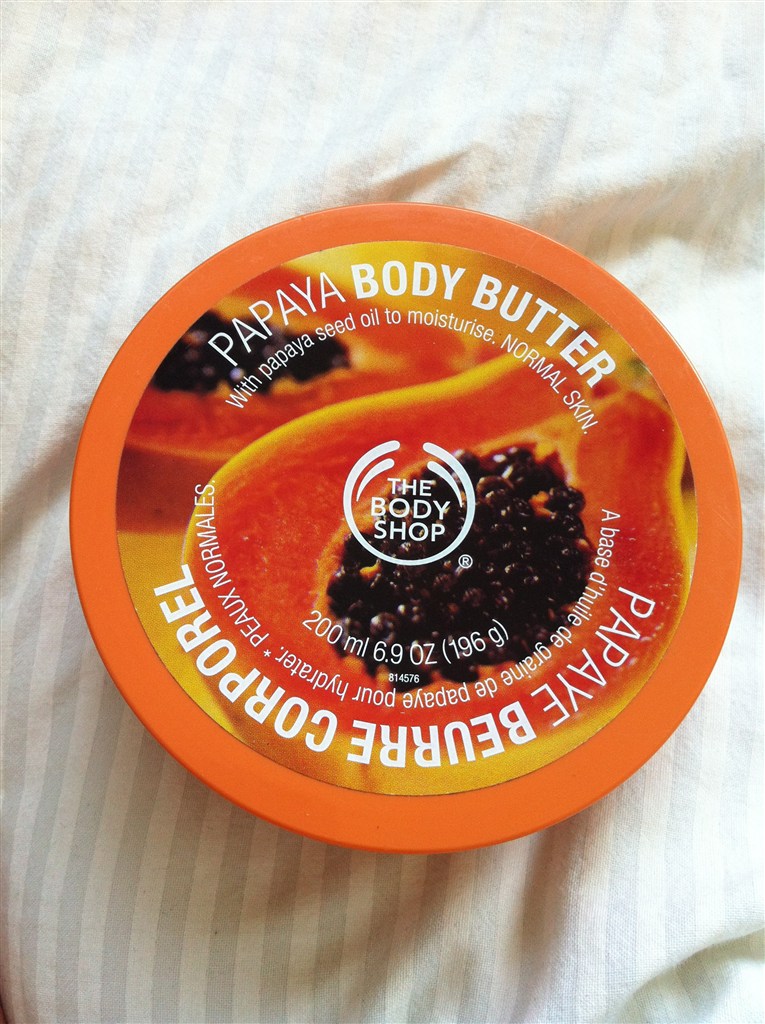 PAPAYA BODY BUTTER
With papaya seed oil to moisturise. NORMAL SKIN.
THE
BODY
SHOP
®
200 ml 6.9 OZ (196 g)
814576
A base d'huile de graine de papaye pour hydrater.* PEAUX NORMALES.
PAPAYE BEURRE CORPOREL